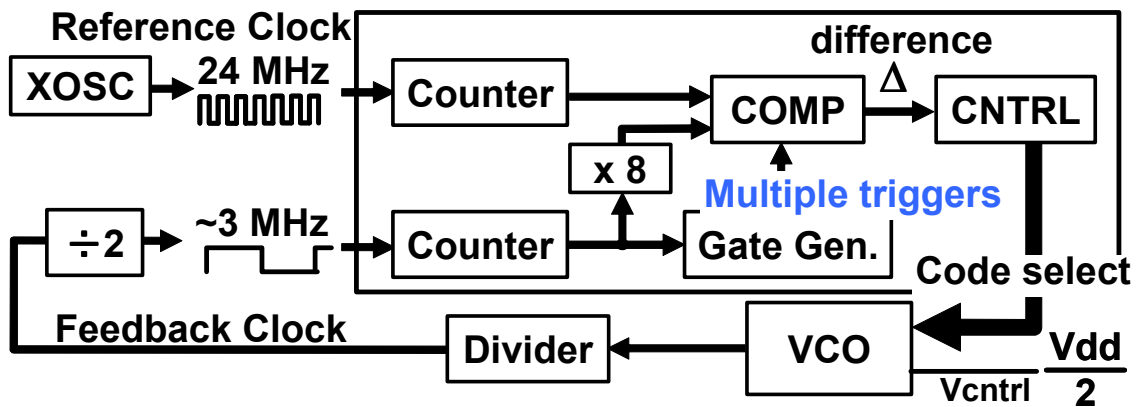 Reference Clock
XOSC
24 MHz
Counter
difference
Δ
COMP
CNTRL
x 8
Multiple triggers
÷2
~3 MHz
Counter
Gate Gen.
Code select
Feedback Clock
Divider
VCO
Vcntrl
Vdd
2